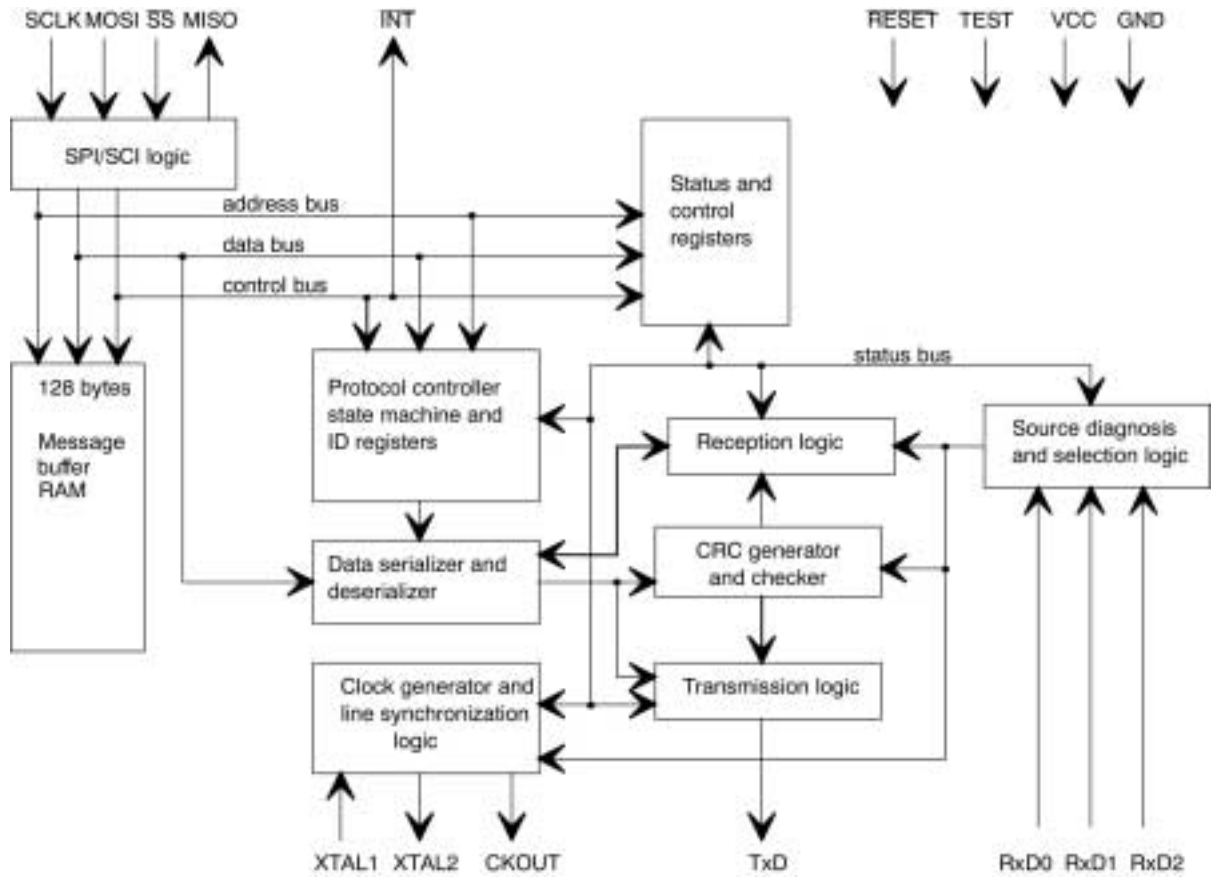 SCLK MOSI SS MISO INT RESET TEST VCC GND
SPI/SCI logic
Status and
control
registers
address bus
data bus
control bus
status bus
128 bytes
Message
buffer
RAM
Protocol controller
state machine and
ID registers
Reception logic
Source diagnosis
and selection logic
Data serializer and
deserializer
CRC generator
and checker
Clock generator and
line synchronization
logic
Transmission logic
XTAL1 XTAL2 CKOUT TxD RxD0 RxD1 RxD2